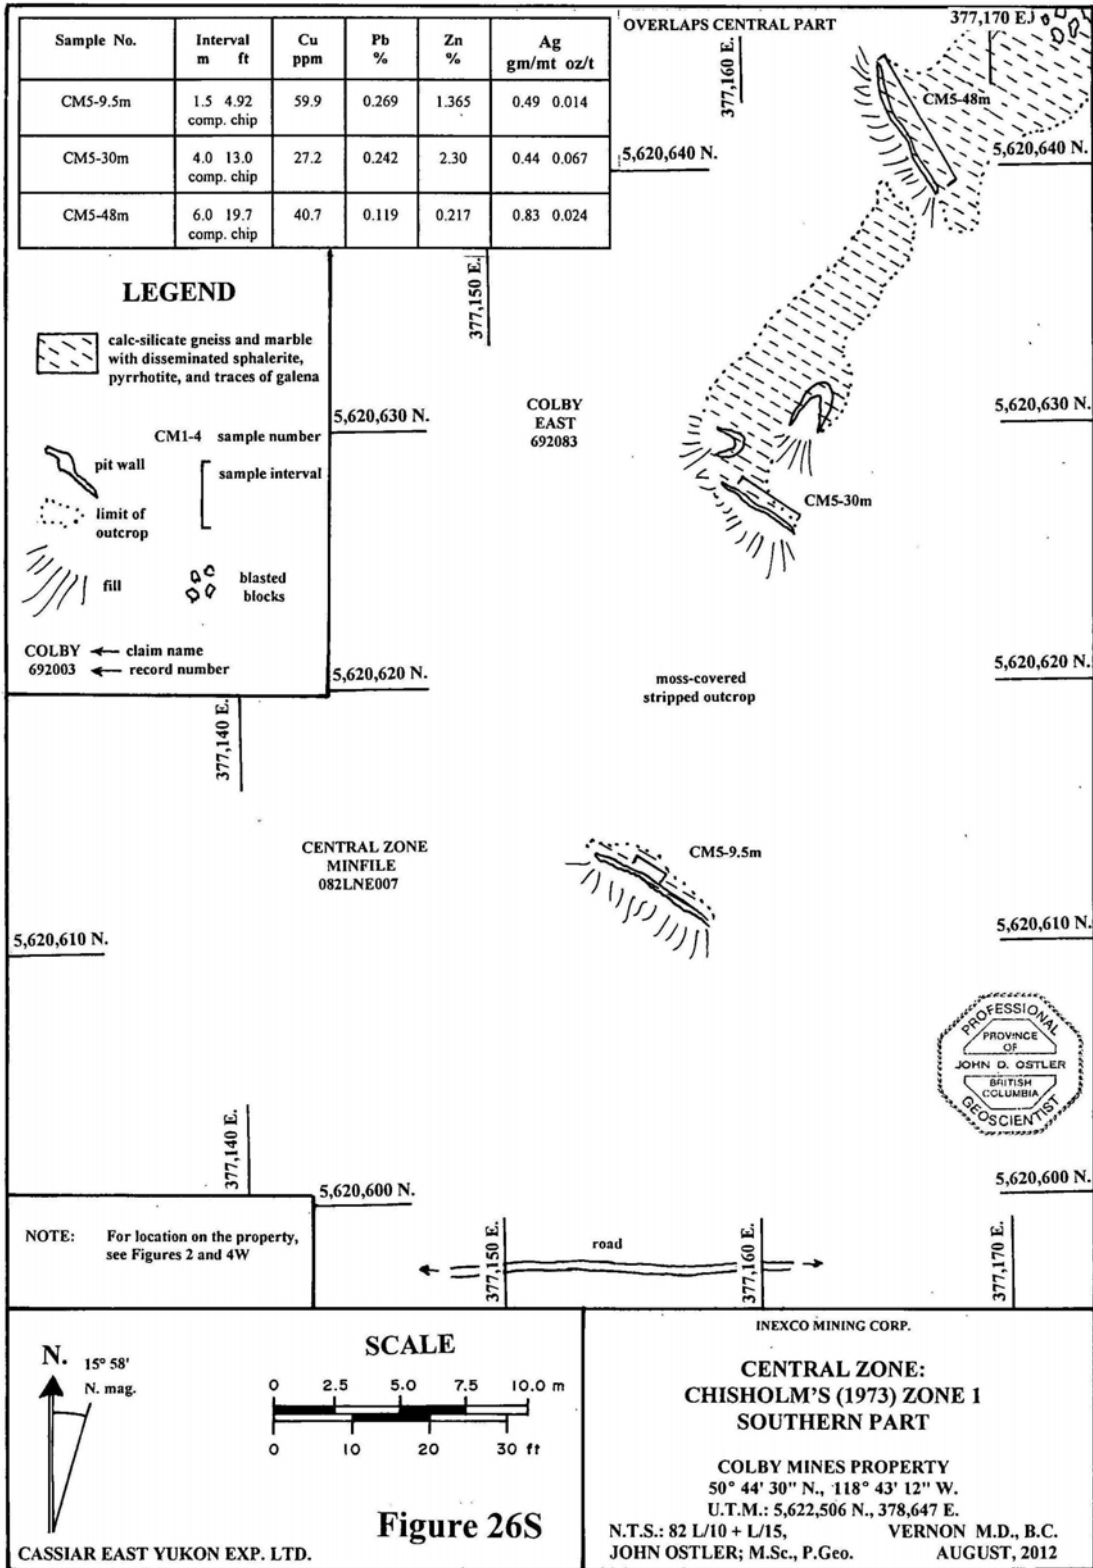 Sample No. Interval m ft Cu ppm Pb % Zn % Ag gm/mt oz/t
CM5-9.5m 1.5 4.92 comp. chip 59.9 0.269 1.365 0.49 0.014
CM5-30m 4.0 13.0 comp. chip 27.2 0.242 2.30 0.44 0.067
CM5-48m 6.0 19.7 comp. chip 40.7 0.119 0.217 0.83 0.024
OVERLAPS CENTRAL PART
377,160 E.
377,170 E.
CM5-48m
5,620,640 N.
5,620,640 N.
377,150 E.
LEGEND
calc-silicate gneiss and marble
with disseminated sphalerite,
pyrrhotite, and traces of galena
CM1-4 sample number
pit wall
sample interval
limit of
outcrop
fill
blasted
blocks
COLBY ← claim name
692003 ← record number
5,620,630 N.
COLBY
EAST
692083
5,620,630 N.
CM5-30m
5,620,620 N.
moss-covered
stripped outcrop
5,620,620 N.
377,140 E.
CENTRAL ZONE
MINFILE
082LNE007
CM5-9.5m
5,620,610 N.
5,620,610 N.
PROFESSIONAL
PROVINCE
OF
JOHN D. OSTLER
BRITISH
COLUMBIA
GEOSCIENTIST
377,140 E.
5,620,600 N.
5,620,600 N.
NOTE: For location on the property,
see Figures 2 and 4W
377,150 E.
road
377,160 E.
377,170 E.
N. 15° 58'
N. mag.
SCALE
0 2.5 5.0 7.5 10.0 m
0 10 20 30 ft
Figure 26S
CASSIAR EAST YUKON EXP. LTD.
INEXCO MINING CORP.
CENTRAL ZONE:
CHISHOLM'S (1973) ZONE 1
SOUTHERN PART
COLBY MINES PROPERTY
50° 44' 30" N., 118° 43' 12" W.
U.T.M.: 5,622,506 N., 378,647 E.
N.T.S.: 82 L/10 + L/15, VERNON M.D., B.C.
JOHN OSTLER; M.Sc., P.Geo. AUGUST, 2012